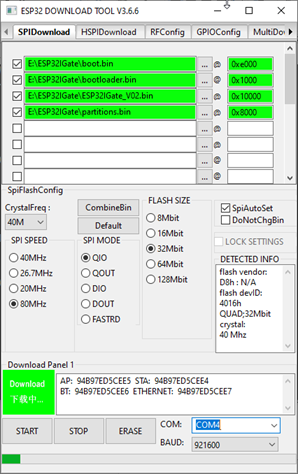 ESP32 DOWNLOAD TOOL V3.6.6
SPIDownload HSPIDownload RFConfig GPIOConfig MultiDow
E:\ESP32IGate\boot.bin ... @ 0xe000
E:\ESP32IGate\bootloader.bin ... @ 0x1000
E:\ESP32IGate\ESP32IGate_V02.bin ... @ 0x10000
E:\ESP32IGate\partitions.bin ... @ 0x8000
... @
... @
... @
... @
SpiFlashConfig
CrystalFreq :
40M
CombineBin
Default
SPI SPEED
40MHz
26.7MHz
20MHz
80MHz
SPI MODE
QIO
QOUT
DIO
DOUT
FASTRD
FLASH SIZE
8Mbit
16Mbit
32Mbit
64Mbit
128Mbit
SpiAutoSet
DoNotChgBin
LOCK SETTINGS
DETECTED INFO
flash vendor:
D8h : N/A
flash devID:
4016h
QUAD;32Mbit
crystal:
40 Mhz
Download Panel 1
Download
下载中...
AP: 94B97ED5CEE5 STA: 94B97ED5CEE4
BT: 94B97ED5CEE6 ETHERNET: 94B97ED5CEE7
START STOP ERASE
COM: COM4
BAUD: 921600